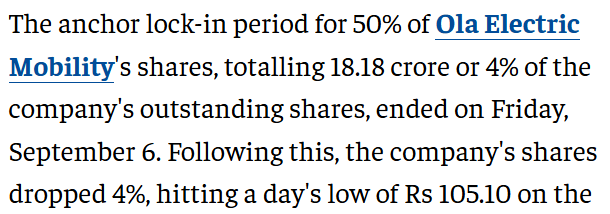 The anchor lock-in period for 50% of Ola Electric
Mobility's shares, totalling 18.18 crore or 4% of the
company's outstanding shares, ended on Friday,
September 6. Following this, the company's shares
dropped 4%, hitting a day's low of Rs 105.10 on the